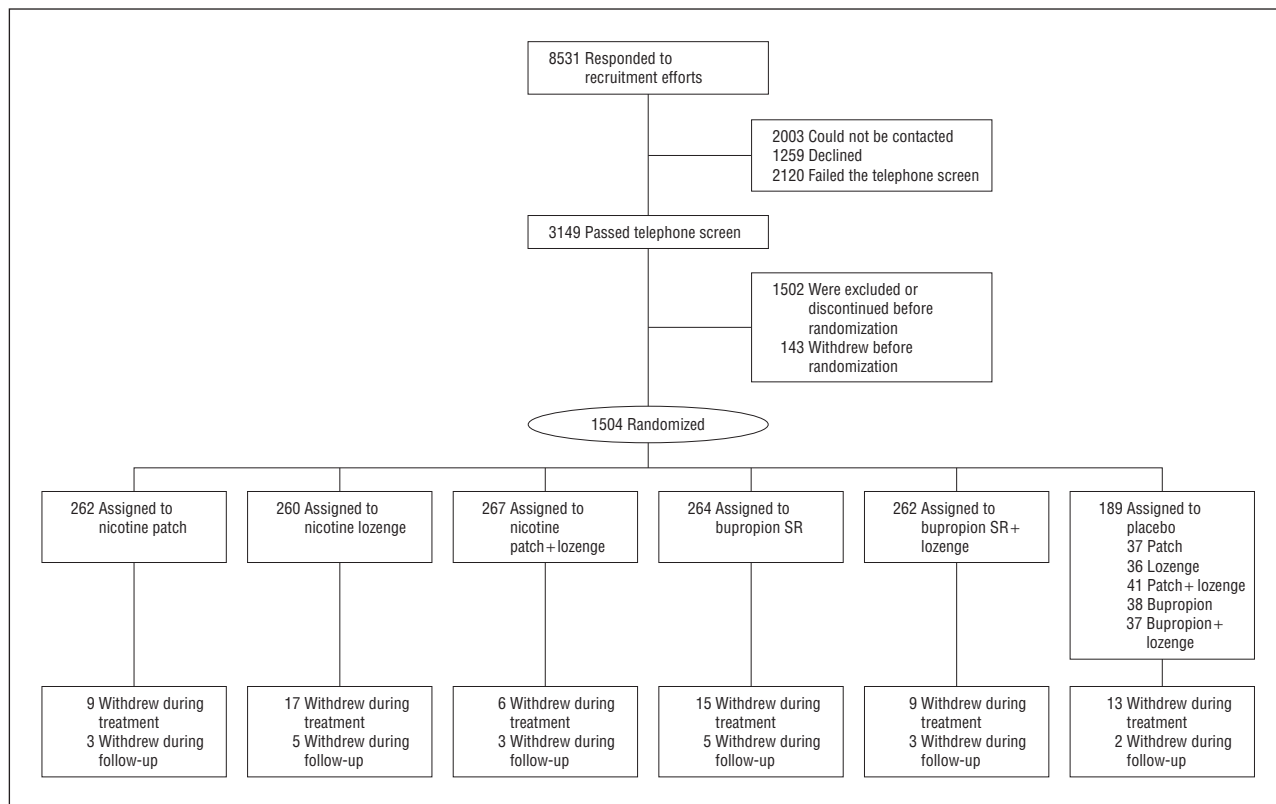 8531 Responded to
recruitment efforts
2003 Could not be contacted
1259 Declined
2120 Failed the telephone screen
3149 Passed telephone screen
1502 Were excluded or
discontinued before
randomization
143 Withdrew before
randomization
1504 Randomized
262 Assigned to
nicotine patch
260 Assigned to
nicotine lozenge
267 Assigned to
nicotine
patch+lozenge
264 Assigned to
bupropion SR
262 Assigned to
bupropion SR+
lozenge
189 Assigned to
placebo
37 Patch
36 Lozenge
41 Patch+ lozenge
38 Bupropion
37 Bupropion+
lozenge
9 Withdrew during
treatment
3 Withdrew during
follow-up
17 Withdrew during
treatment
5 Withdrew during
follow-up
6 Withdrew during
treatment
3 Withdrew during
follow-up
15 Withdrew during
treatment
5 Withdrew during
follow-up
9 Withdrew during
treatment
3 Withdrew during
follow-up
13 Withdrew during
treatment
2 Withdrew during
follow-up